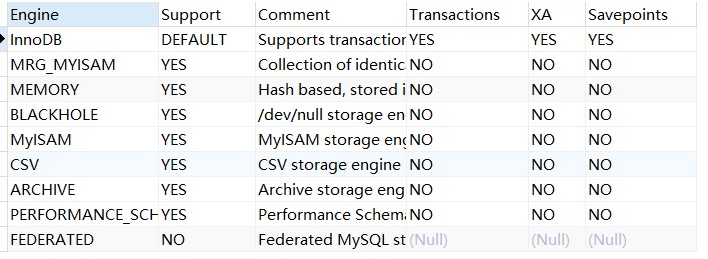 Engine Support Comment Transactions XA Savepoints
InnoDB DEFAULT Supports transaction YES YES YES
MRG_MYISAM YES Collection of identic NO NO NO
MEMORY YES Hash based, stored i NO NO NO
BLACKHOLE YES /dev/null storage en NO NO NO
MyISAM YES MyISAM storage eng NO NO NO
CSV YES CSV storage engine NO NO NO
ARCHIVE YES Archive storage eng NO NO NO
PERFORMANCE_SCH YES Performance Schema NO NO NO
FEDERATED NO Federated MySQL st (Null) (Null) (Null)